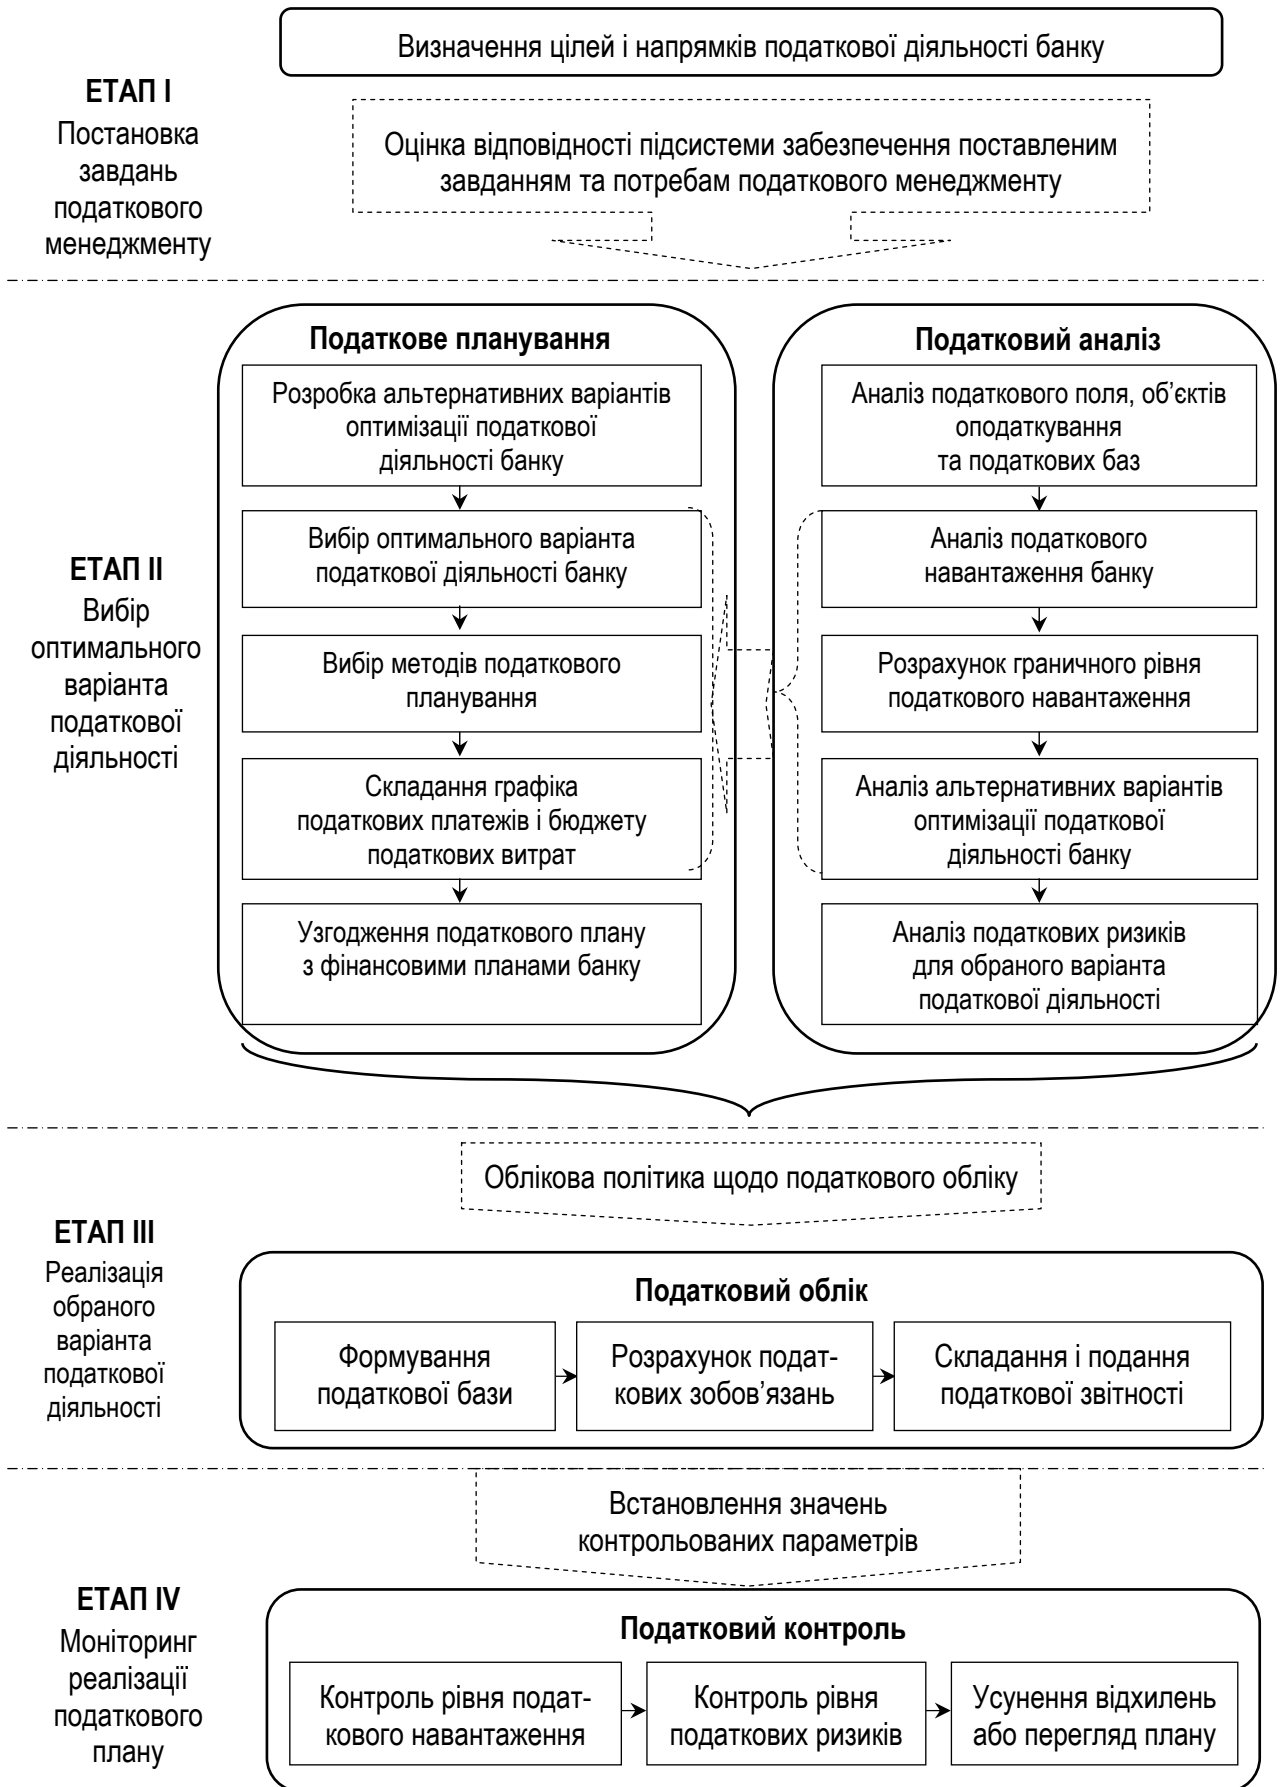 Визначення цілей і напрямків податкової діяльності банку
ЕТАП І
Постановка
завдань
податкового
менеджменту
Оцінка відповідності підсистеми забезпечення поставленим
завданням та потребам податкового менеджменту
ЕТАП ІІ
Вибір
оптимального
варіанта
податкової
діяльності
Податкове планування
Розробка альтернативних варіантів
оптимізації податкової
діяльності банку
Вибір оптимального варіанта
податкової діяльності банку
Вибір методів податкового
планування
Складання графіка
податкових платежів і бюджету
податкових витрат
Узгодження податкового плану
з фінансовими планами банку
Податковий аналіз
Аналіз податкового поля, об’єктів
оподаткування
та податкових баз
Аналіз податкового
навантаження банку
Розрахунок граничного рівня
податкового навантаження
Аналіз альтернативних варіантів
оптимізації податкової
діяльності банку
Аналіз податкових ризиків
для обраного варіанта
податкової діяльності
Облікова політика щодо податкового обліку
ЕТАП ІІІ
Реалізація
обраного
варіанта
податкової
діяльності
Податковий облік
Формування
податкової бази
Розрахунок подат-
кових зобов’язань
Складання і подання
податкової звітності
Встановлення значень
контрольованих параметрів
ЕТАП IV
Моніторинг
реалізації
податкового
плану
Податковий контроль
Контроль рівня подат-
кового навантаження
Контроль рівня
податкових ризиків
Усунення відхилень
або перегляд плану